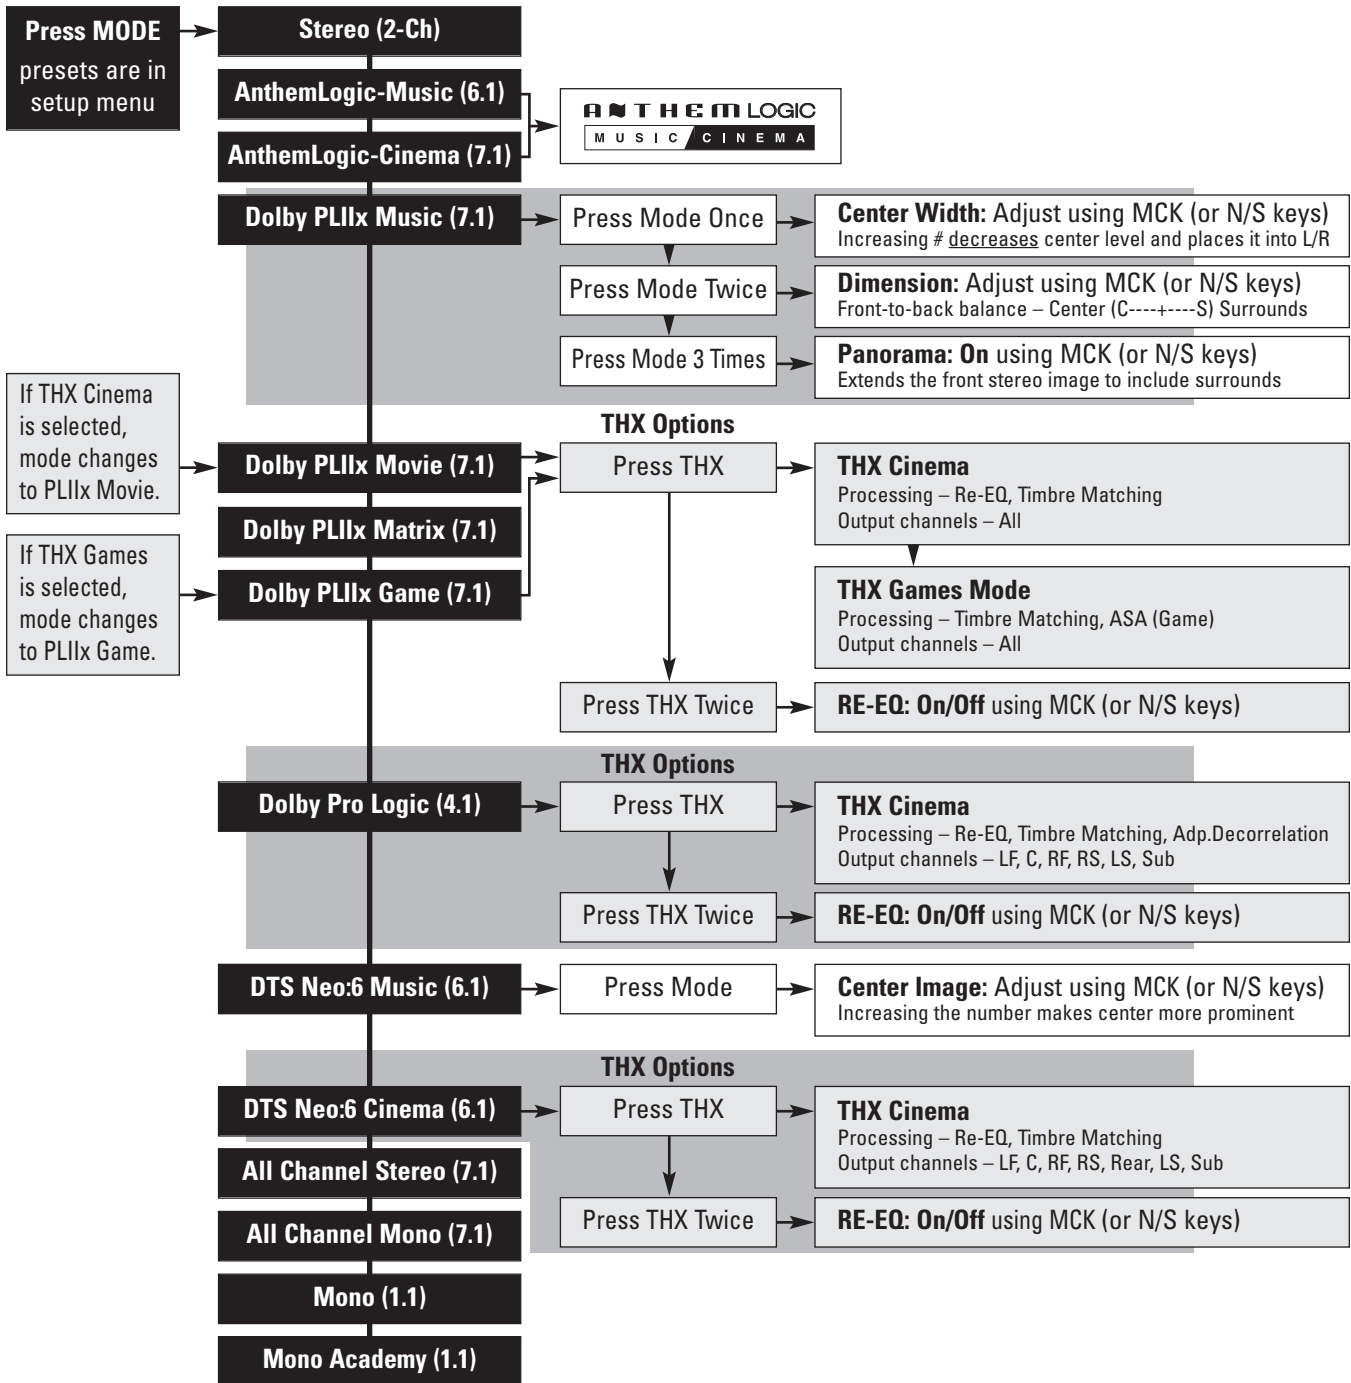 Press MODE
presets are in
setup menu
Stereo (2-Ch)
AnthemLogic-Music (6.1)
AnthemLogic-Cinema (7.1)
ANTHEM LOGIC
MUSIC/CINEMA
Dolby PLIIx Music (7.1)
Press Mode Once
Center Width: Adjust using MCK (or N/S keys)
Increasing # decreases center level and places it into L/R
Press Mode Twice
Dimension: Adjust using MCK (or N/S keys)
Front-to-back balance – Center (C----+----S) Surrounds
Press Mode 3 Times
Panorama: On using MCK (or N/S keys)
Extends the front stereo image to include surrounds
If THX Cinema
is selected,
mode changes
to PLIIx Movie.
THX Options
Dolby PLIIx Movie (7.1)
Press THX
THX Cinema
Processing – Re-EQ, Timbre Matching
Output channels – All
Dolby PLIIx Matrix (7.1)
If THX Games
is selected,
mode changes
to PLIIx Game.
Dolby PLIIx Game (7.1)
THX Games Mode
Processing – Timbre Matching, ASA (Game)
Output channels – All
Press THX Twice
RE-EQ: On/Off using MCK (or N/S keys)
THX Options
Dolby Pro Logic (4.1)
Press THX
THX Cinema
Processing – Re-EQ, Timbre Matching, Adp.Decorrelation
Output channels – LF, C, RF, RS, LS, Sub
Press THX Twice
RE-EQ: On/Off using MCK (or N/S keys)
DTS Neo:6 Music (6.1)
Press Mode
Center Image: Adjust using MCK (or N/S keys)
Increasing the number makes center more prominent
THX Options
DTS Neo:6 Cinema (6.1)
Press THX
THX Cinema
Processing – Re-EQ, Timbre Matching
Output channels – LF, C, RF, RS, Rear, LS, Sub
All Channel Stereo (7.1)
Press THX Twice
RE-EQ: On/Off using MCK (or N/S keys)
All Channel Mono (7.1)
Mono (1.1)
Mono Academy (1.1)